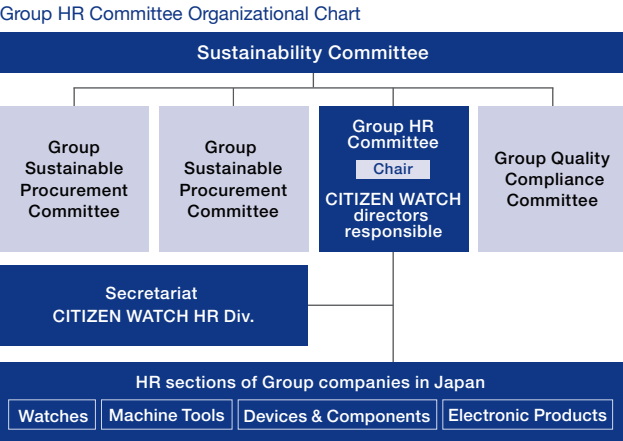 Group HR Committee Organizational Chart
Sustainability Committee
Group
Sustainable
Procurement
Committee
Group
Sustainable
Procurement
Committee
Group HR
Committee
Chair
CITIZEN WATCH
directors
responsible
Group Quality
Compliance
Committee
Secretariat
CITIZEN WATCH HR Div.
HR sections of Group companies in Japan
Watches
Machine Tools
Devices & Components
Electronic Products